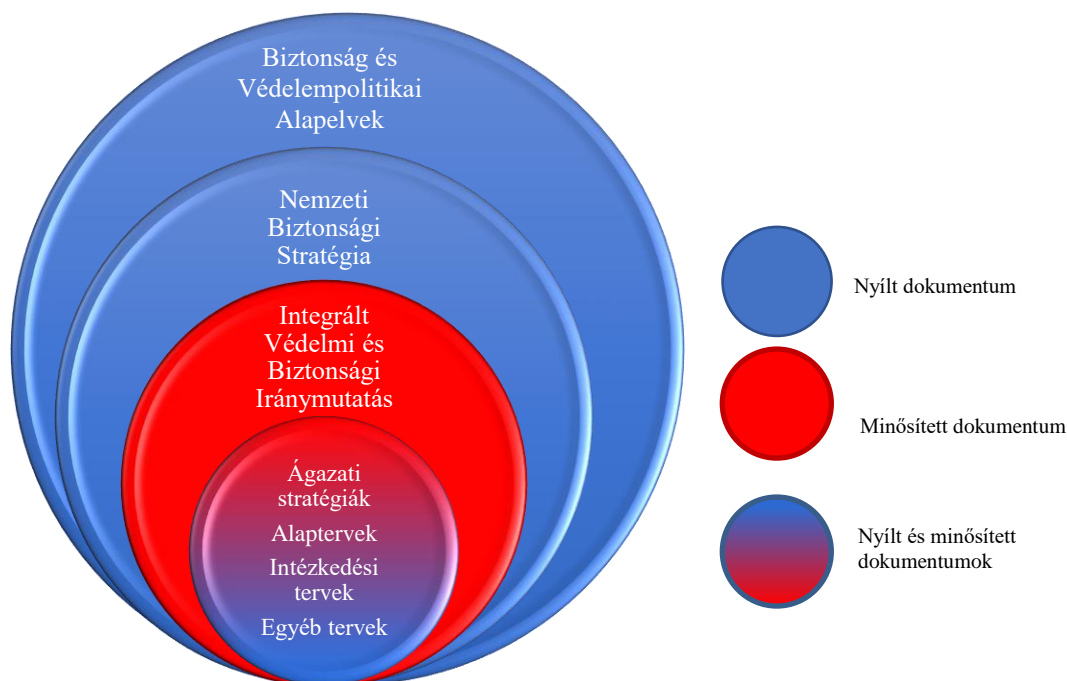 Biztonság és
Védelempolitikai
Alapelvek
Nemzeti
Biztonsági
Stratégia
Integrált
Védelmi és
Biztonsági
Iránymutatás
Ágazati
stratégiák
Alaptervek
Intézkedési
tervek
Egyéb tervek
Nyílt dokumentum
Minősített dokumentum
Nyílt és minősített
dokumentumok